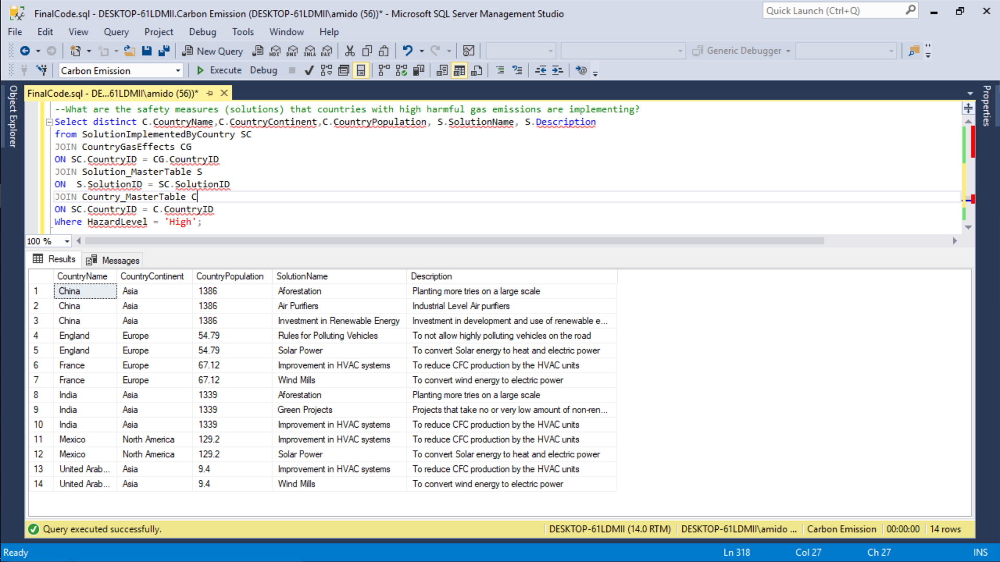 FinalCode.sql - DESKTOP-61LDMII.Carbon Emission (DESKTOP-61LDMII\amido (56))* - Microsoft SQL Server Management Studio
Quick Launch (Ctrl+Q)
File Edit View Query Project Debug Tools Window Help
New Query MDX DMX XMLA DAX Generic Debugger
Carbon Emission Execute Debug
Object Explorer
FinalCode.sql - DE...61LDMII\amido (56))*
Properties
--What are the safety measures (solutions) that countries with high harmful gas emissions are implementing?
Select distinct C.CountryName,C.CountryContinent,C.CountryPopulation, S.SolutionName, S.Description
from SolutionImplementedByCountry SC
JOIN CountryGasEffects CG
ON SC.CountryID = CG.CountryID
JOIN Solution_MasterTable S
ON  S.SolutionID = SC.SolutionID
JOIN Country_MasterTable C
ON SC.CountryID = C.CountryID
Where HazardLevel = 'High';
100 %
Results Messages
CountryName CountryContinent CountryPopulation SolutionName Description
1 China Asia 1386 Aforestation Planting more tries on a large scale
2 China Asia 1386 Air Purifiers Industrial Level Air purifiers
3 China Asia 1386 Investment in Renewable Energy Investment in development and use of renewable e...
4 England Europe 54.79 Rules for Polluting Vehicles To not allow highly polluting vehicles on the road
5 England Europe 54.79 Solar Power To convert Solar energy to heat and electric power
6 France Europe 67.12 Improvement in HVAC systems To reduce CFC production by the HVAC units
7 France Europe 67.12 Wind Mills To convert wind energy to electric power
8 India Asia 1339 Aforestation Planting more tries on a large scale
9 India Asia 1339 Green Projects Projects that take no or very low amount of non-ren...
10 India Asia 1339 Improvement in HVAC systems To reduce CFC production by the HVAC units
11 Mexico North America 129.2 Improvement in HVAC systems To reduce CFC production by the HVAC units
12 Mexico North America 129.2 Solar Power To convert Solar energy to heat and electric power
13 United Arab... Asia 9.4 Improvement in HVAC systems To reduce CFC production by the HVAC units
14 United Arab... Asia 9.4 Wind Mills To convert wind energy to electric power
Query executed successfully. DESKTOP-61LDMII (14.0 RTM) DESKTOP-61LDMII\amido ... Carbon Emission 00:00:00 14 rows
Ready Ln 318 Col 27 Ch 27 INS